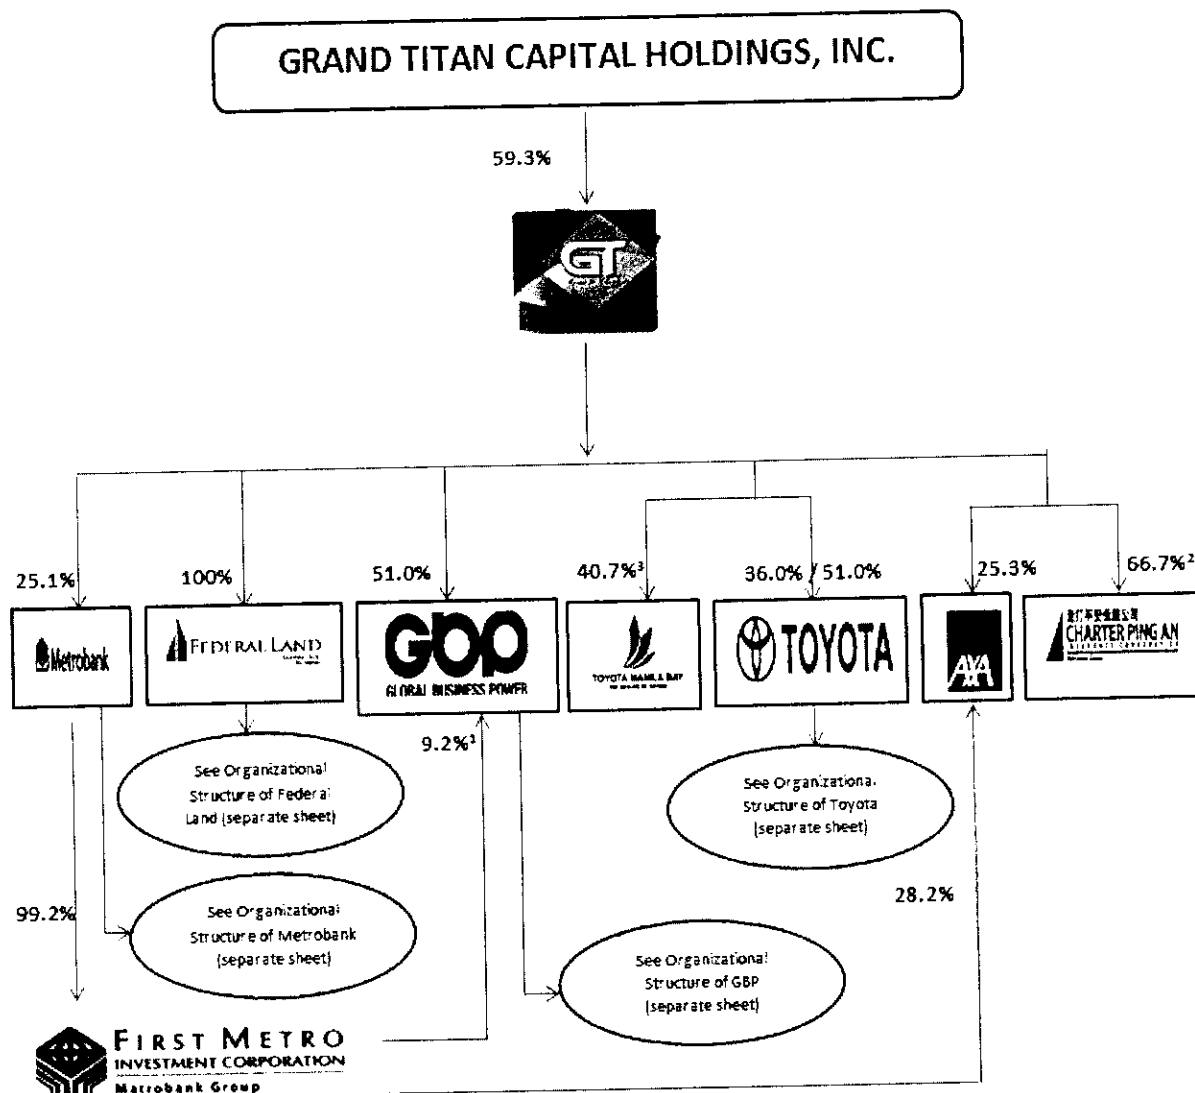 GRAND TITAN CAPITAL HOLDINGS, INC.
59.3%
GT
25.1%
100%
51.0%
40.7%³
36.0% / 51.0%
25.3%
66.7%²
Metrobank
FEDERAL LAND
GBP
GLOBAL BUSINESS POWER
TOYOTA MANILA BAY
TOYOTA
AXA
CHARTER PING AN
INSURANCE CORPORATION
9.2%¹
See Organizational
Structure of Federal
Land (separate sheet)
See Organizational
Structure of Toyota
(separate sheet)
99.2%
28.2%
See Organizational
Structure of Metrobank
(separate sheet)
See Organizational
Structure of GBP
(separate sheet)
FIRST METRO
INVESTMENT CORPORATION
Metrobank Group